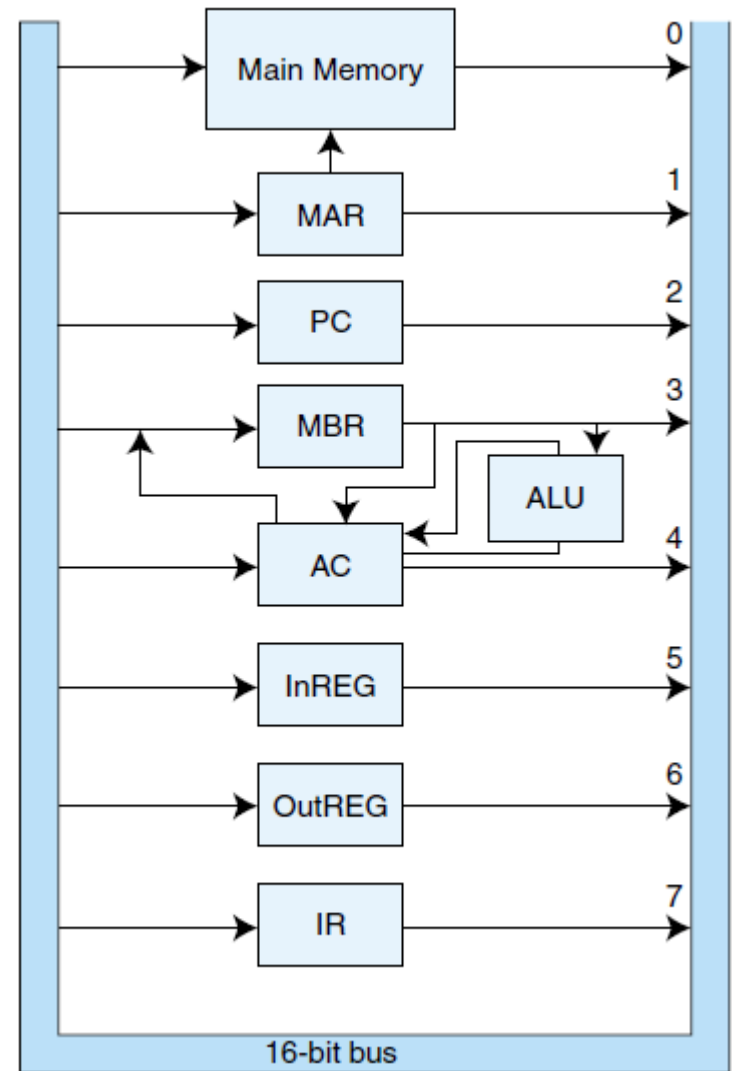 0
Main Memory
1
MAR
2
PC
3
MBR
ALU
4
AC
5
InREG
6
OutREG
7
IR
16-bit bus